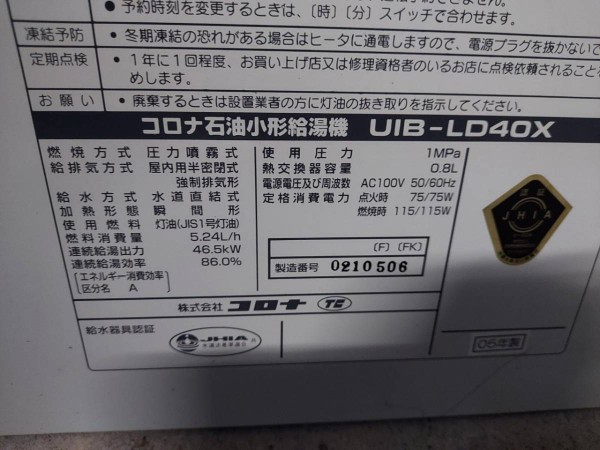 ● 予約時刻を変更するときは、〔時〕〔分〕スイッチで合わせます。
凍結予防 ・冬期凍結の恐れがある場合はヒータに通電しますので、電源プラグを抜かないで
定期点検 ・1年に1回程度、お買い上げ店又は修理資格者のいるお店に点検依頼されることを
めします。
お願い ・廃棄するときは設置業者の方に灯油の抜き取りを指示してください。
コロナ石油小形給湯機 UIB-LD40X
燃焼方式 圧力噴霧式
給排気方式 屋内用半密閉式
強制排気形
給水方式 水道直結式
加熱形態 瞬間形
使用燃料 灯油(JIS1号灯油)
燃料消費量 5.24L/h
連続給湯出力 46.5kW
連続給湯効率 86.0%
[エネルギー消費効率]
区分名 A
使用圧力 1MPa
熱交換器容量 0.8L
電源電圧及び周波数 AC100V 50/60Hz
定格消費電力 点火時 75/75W
燃焼時 115/115W
(F) (FK)
製造番号 0210506
株式会社 コロナ
給水器具認証
JHIA
認証
JHIA
05年製